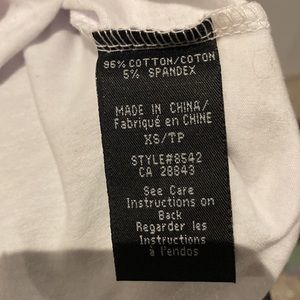 95% COTTON/COTON
5% SPANDEX
MADE IN CHINA/
Fabriqué en CHINE
XS/TP
STYLE#8542
CA 28843
See Care
Instructions on
Back
Regarder les
Instructions
à l'endos